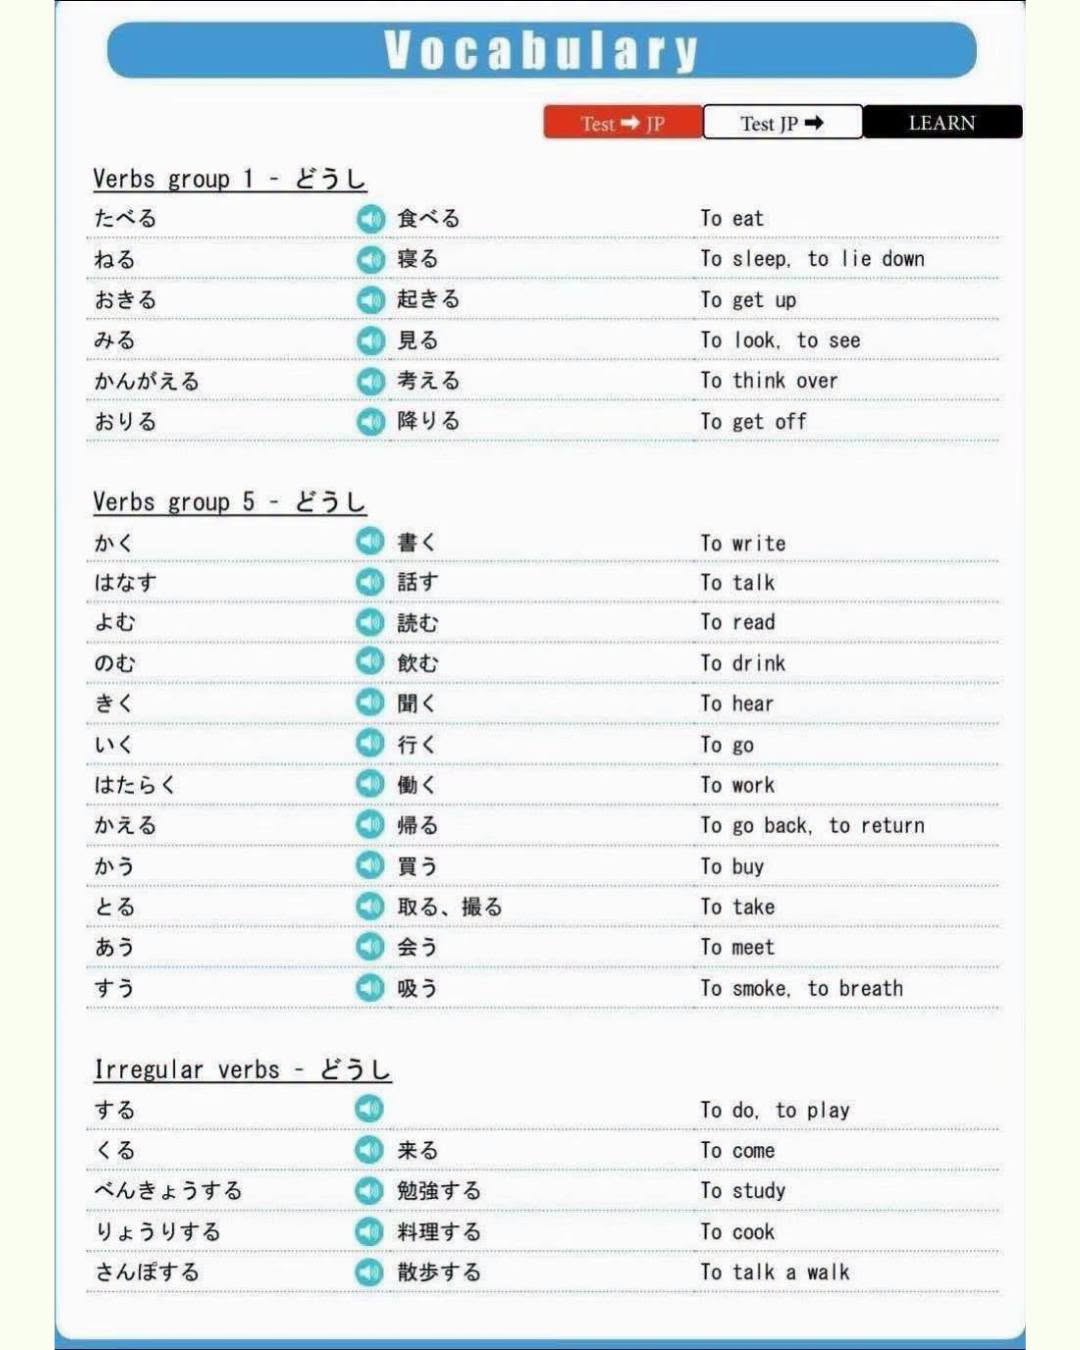 Vocabulary
Test ➡ JP
Test JP ➡
LEARN
Verbs group 1 - どうし
たべる 食べる To eat
ねる 寝る To sleep, to lie down
おきる 起きる To get up
みる 見る To look, to see
かんがえる 考える To think over
おりる 降りる To get off
Verbs group 5 - どうし
かく 書く To write
はなす 話す To talk
よむ 読む To read
のむ 飲む To drink
きく 聞く To hear
いく 行く To go
はたらく 働く To work
かえる 帰る To go back, to return
かう 買う To buy
とる 取る、撮る To take
あう 会う To meet
すう 吸う To smoke, to breath
Irregular verbs - どうし
する To do, to play
くる 来る To come
べんきょうする 勉強する To study
りょうりする 料理する To cook
さんぽする 散歩する To talk a walk